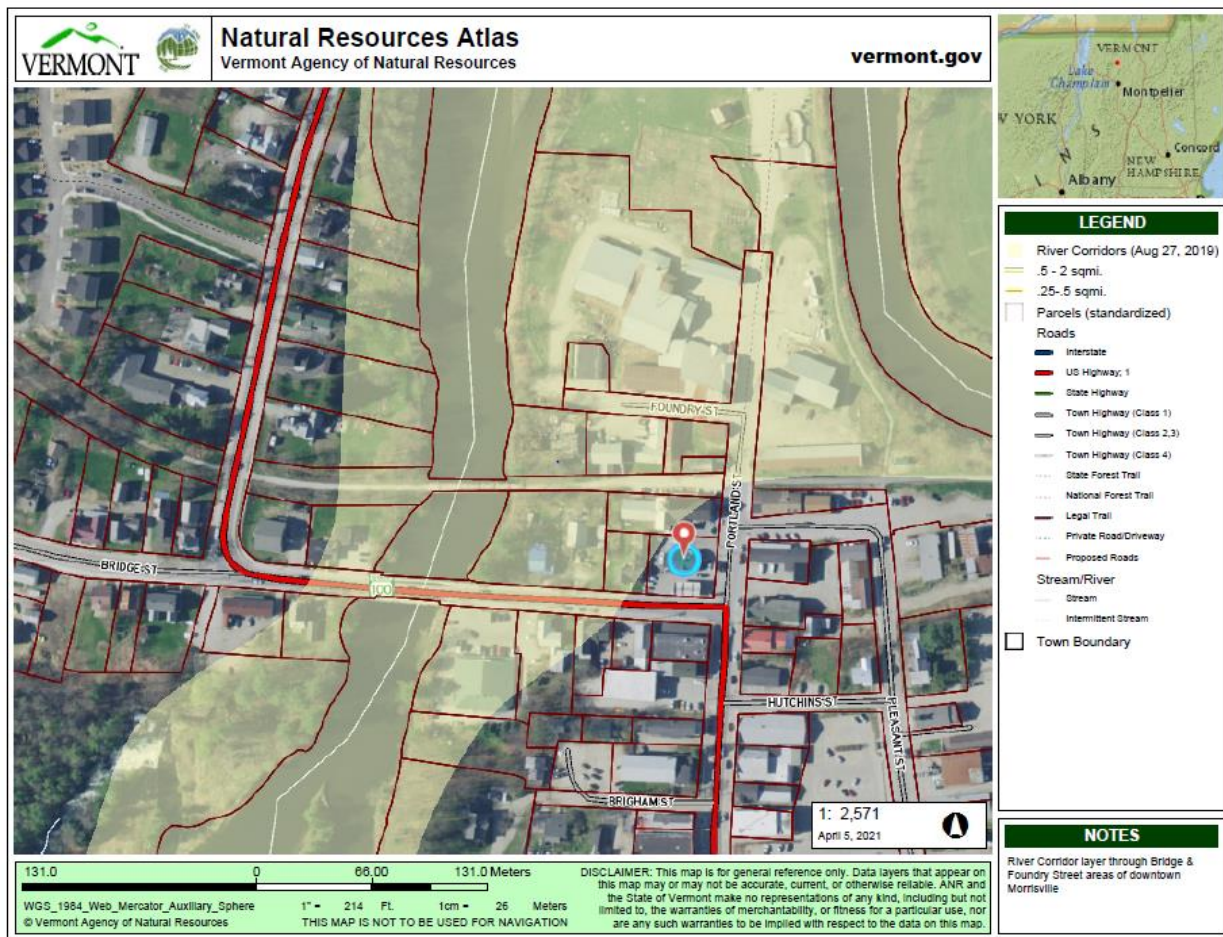 VERMONT
Natural Resources Atlas
Vermont Agency of Natural Resources
vermont.gov
VERMONT
Lake
Champlain
Montpelier
W YORK
S
N
I
Concord
NEW
HAMPSHIRE
Albany
FOUNDRY ST
PORTLAND ST
BRIDGE ST
100
HUTCHINS ST
PLEASANT ST
BRIGHAM ST
1: 2,571
April 5, 2021
LEGEND
River Corridors (Aug 27, 2019)
.5 - 2 sqmi.
.25-.5 sqmi.
Parcels (standardized)
Roads
Interstate
US Highway; 1
State Highway
Town Highway (Class 1)
Town Highway (Class 2,3)
Town Highway (Class 4)
State Forest Trail
National Forest Trail
Legal Trail
Private Road/Driveway
Proposed Roads
Stream/River
Stream
Intermittent Stream
Town Boundary
NOTES
River Corridor layer through Bridge &
Foundry Street areas of downtown
Morrisville
131.0 0 66.00 131.0 Meters
WGS_1984_Web_Mercator_Auxiliary_Sphere 1" = 214 Ft. 1cm = 26 Meters
© Vermont Agency of Natural Resources THIS MAP IS NOT TO BE USED FOR NAVIGATION
DISCLAIMER: This map is for general reference only. Data layers that appear on
this map may or may not be accurate, current, or otherwise reliable. ANR and
the State of Vermont make no representations of any kind, including but not
limited to, the warranties of merchantability, or fitness for a particular use, nor
are any such warranties to be implied with respect to the data on this map.